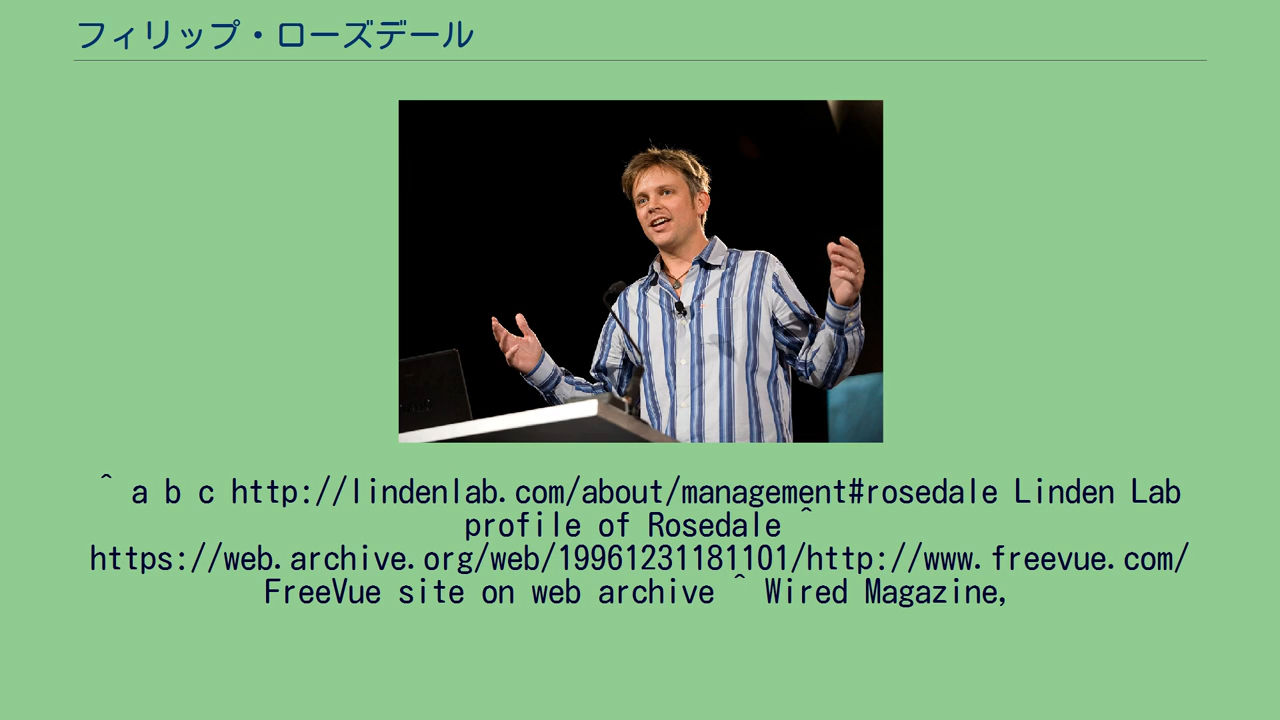 フィリップ・ローズデール
^ a b c http://lindenlab.com/about/management#rosedale Linden Lab
profile of Rosedale ^
https://web.archive.org/web/19961231181101/http://www.freevue.com/
FreeVue site on web archive ^ Wired Magazine,